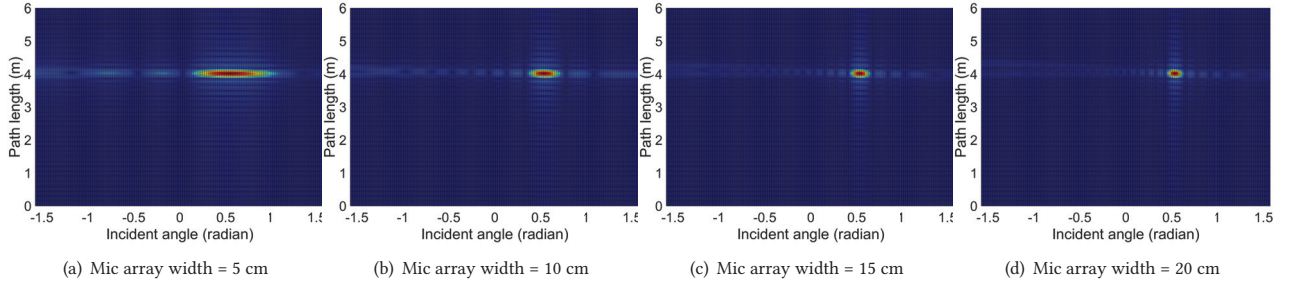 6
5
4
3
2
1
0
Path length (m)
-1.5 -1 -0.5 0 0.5 1 1.5
Incident angle (radian)
(a) Mic array width = 5 cm
6
5
4
3
2
1
0
Path length (m)
-1.5 -1 -0.5 0 0.5 1 1.5
Incident angle (radian)
(b) Mic array width = 10 cm
6
5
4
3
2
1
0
Path length (m)
-1.5 -1 -0.5 0 0.5 1 1.5
Incident angle (radian)
(c) Mic array width = 15 cm
6
5
4
3
2
1
0
Path length (m)
-1.5 -1 -0.5 0 0.5 1 1.5
Incident angle (radian)
(d) Mic array width = 20 cm